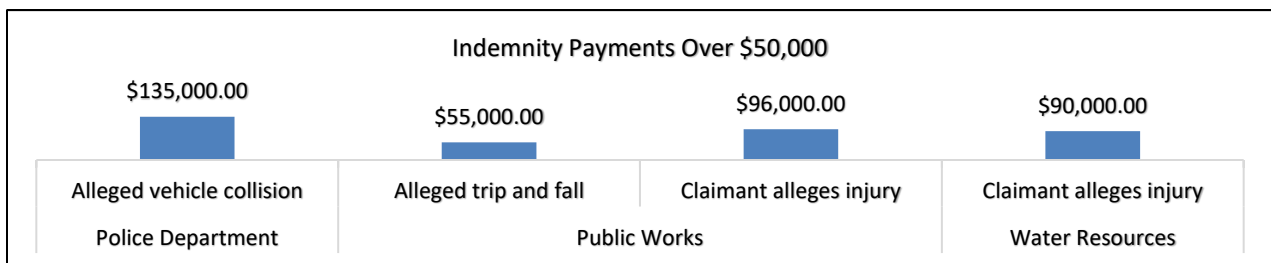 Indemnity Payments Over $50,000
$135,000.00
$55,000.00
$96,000.00
$90,000.00
Alleged vehicle collision
Alleged trip and fall
Claimant alleges injury
Claimant alleges injury
Police Department
Public Works
Water Resources